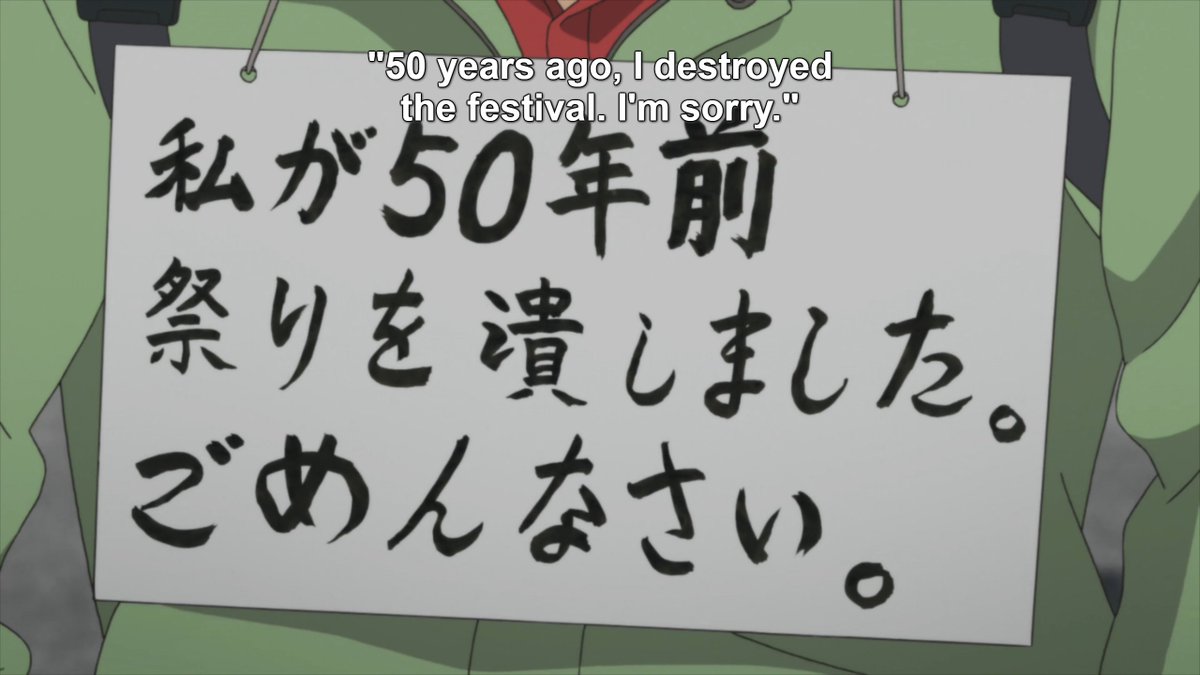 "50 years ago, I destroyed
the festival. I'm sorry."
私が50年前
祭りを潰しました。
ごめんなさい。